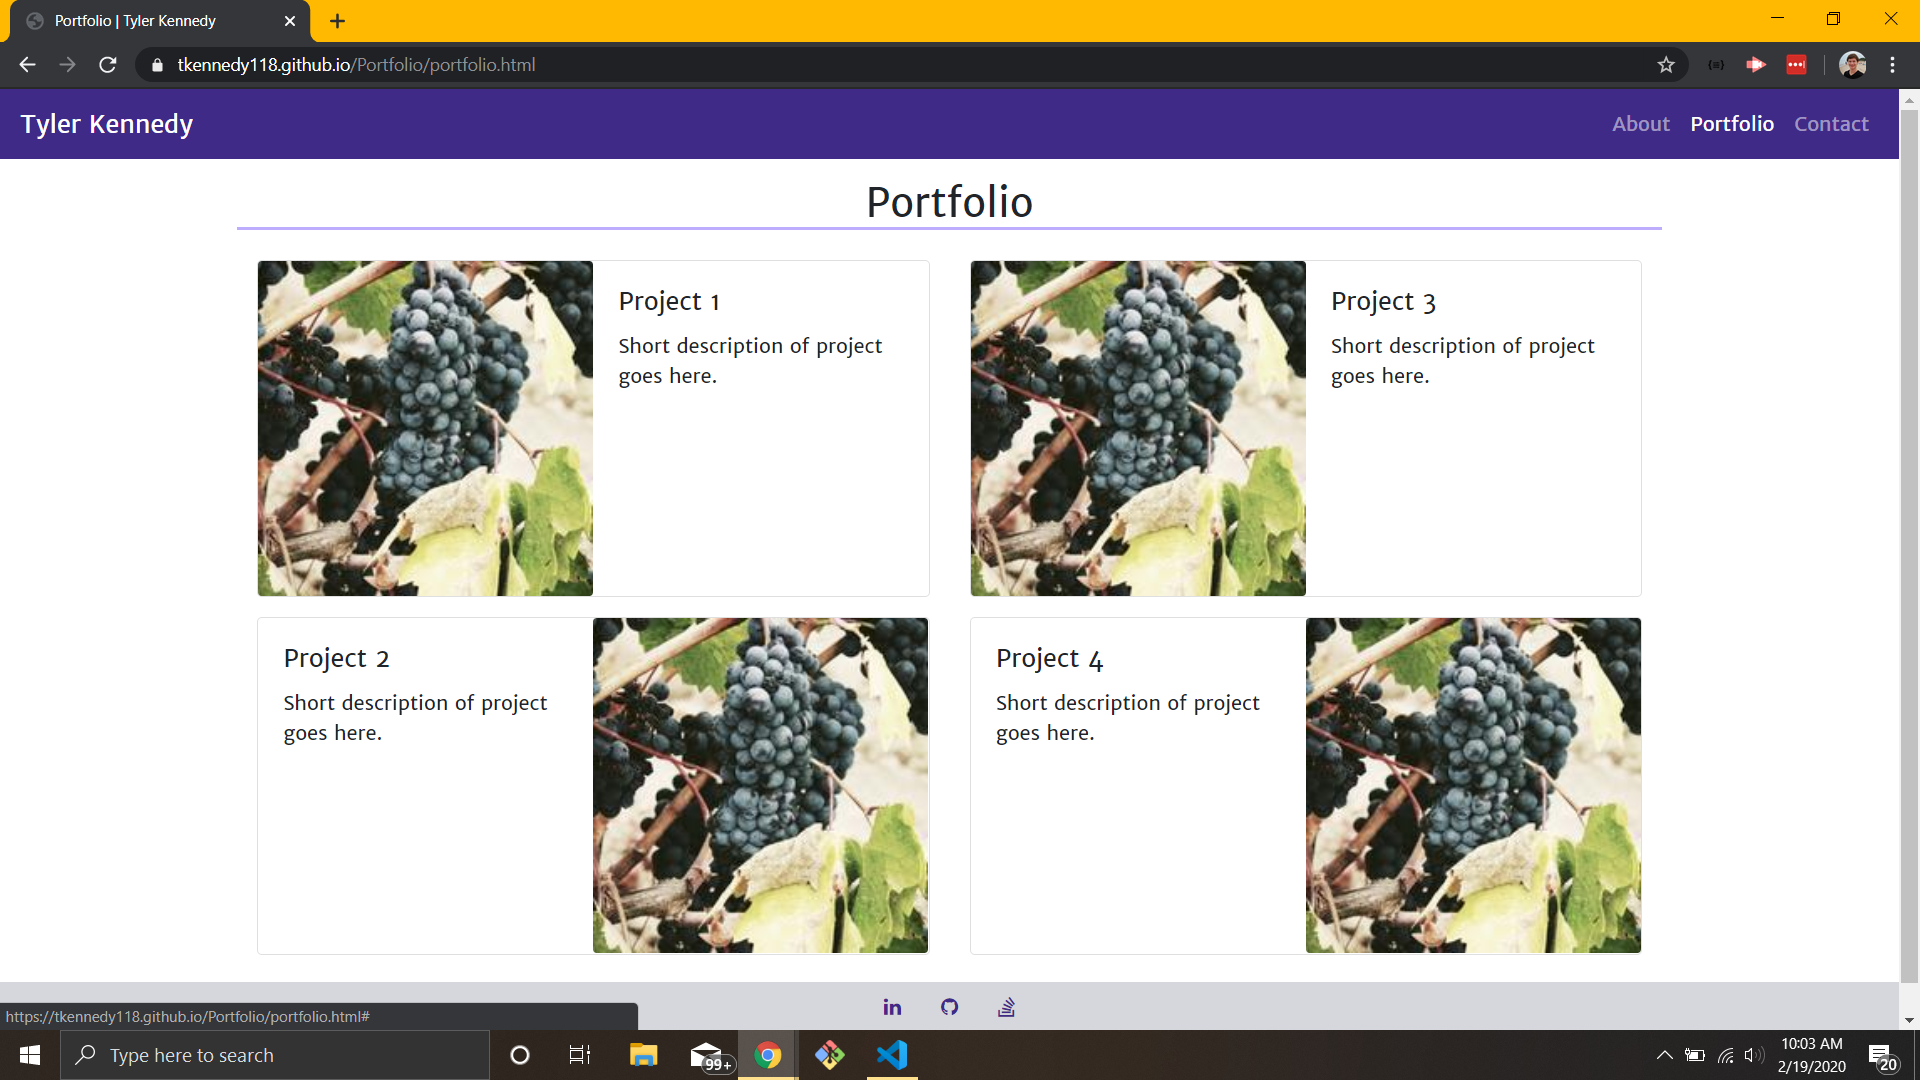 Portfolio | Tyler Kennedy
tkennedy118.github.io/Portfolio/portfolio.html
Tyler Kennedy
About Portfolio Contact
Portfolio
Project 1
Short description of project
goes here.
Project 3
Short description of project
goes here.
Project 2
Short description of project
goes here.
Project 4
Short description of project
goes here.
in
https://tkennedy118.github.io/Portfolio/portfolio.html#
Type here to search
99+
10:03 AM
2/19/2020
20